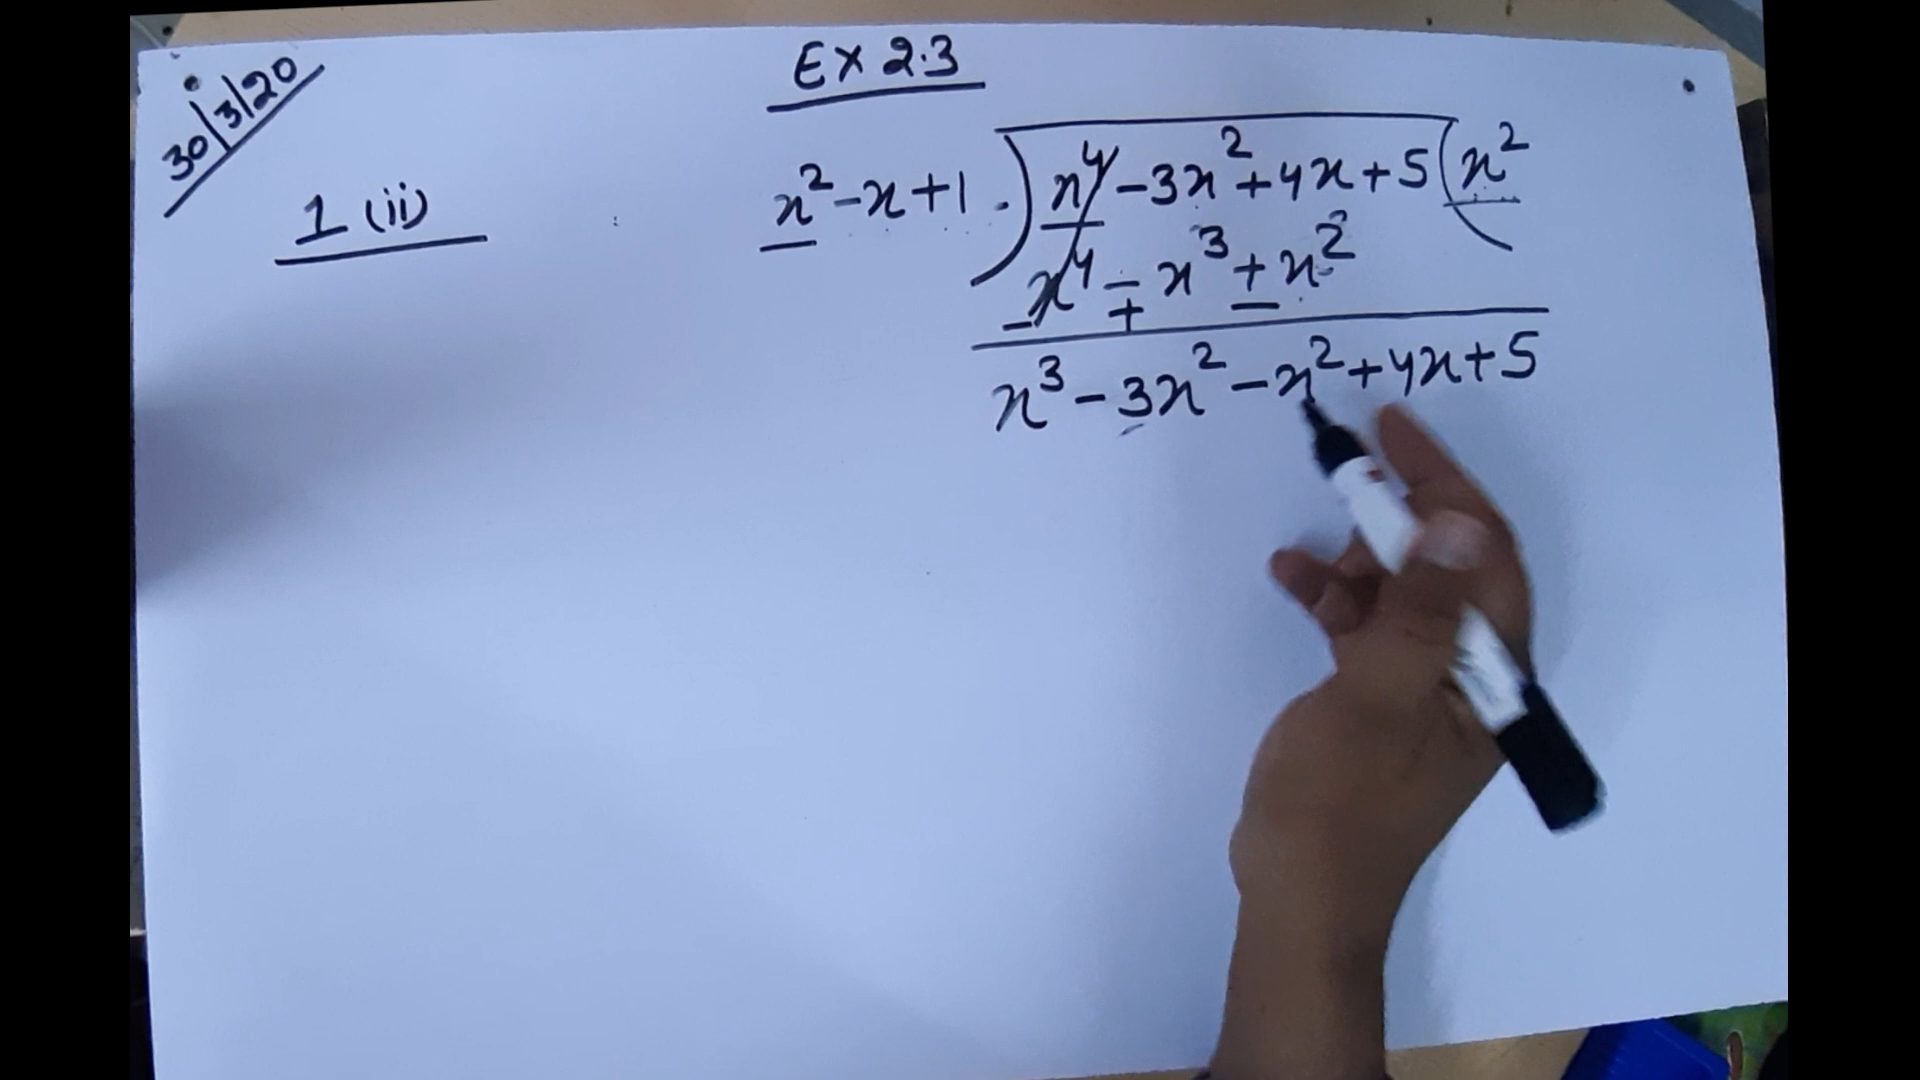 30/3/20
EX 2.3
1 (ii)
x² - x + 1 ) x⁴ - 3x² + 4x + 5 ( x²
x⁴ - x³ + x²
- + -
x³ - 3x² - x² + 4x + 5